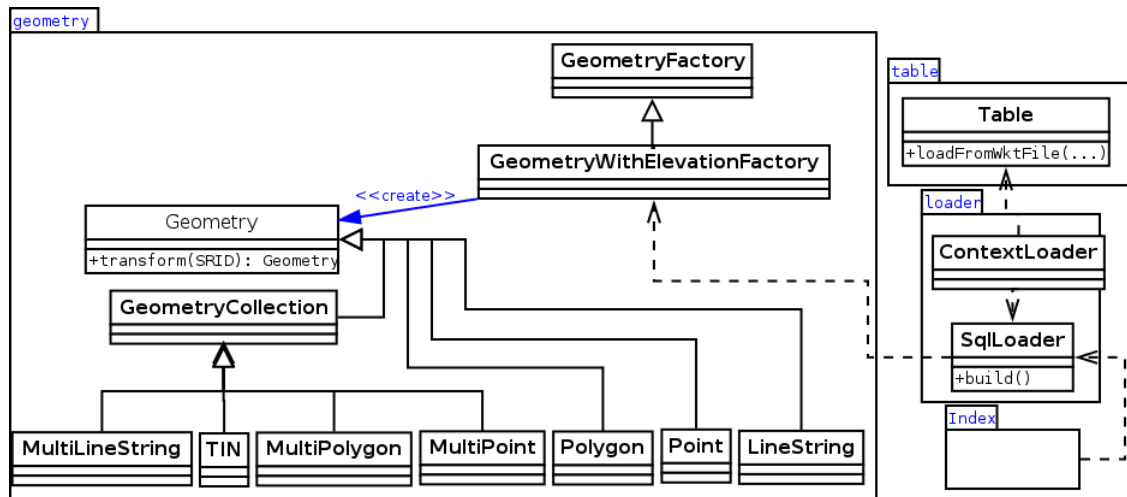 geometry
GeometryFactory
table
Table
+loadFromWktFile(...)
GeometryWithElevationFactory
<<create>>
loader
Geometry
+transform(SRID): Geometry
ContextLoader
GeometryCollection
SqlLoader
+build()
Index
MultiLineString
TIN
MultiPolygon
MultiPoint
Polygon
Point
LineString